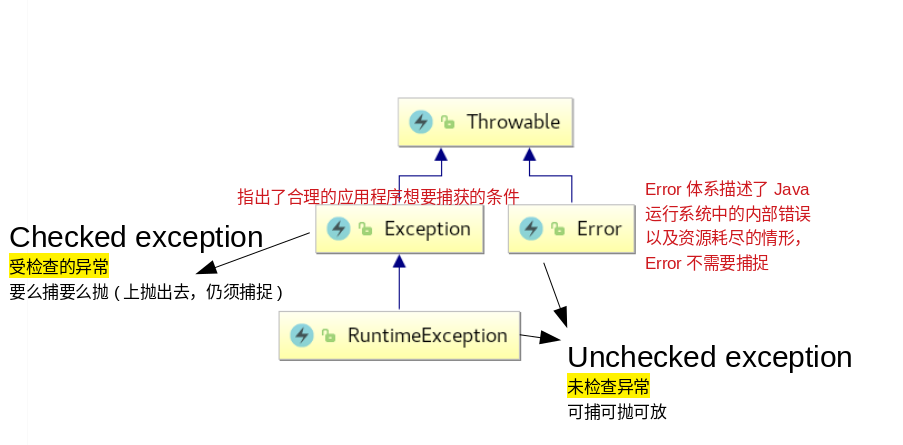 Throwable
指出了合理的应用程序想要捕获的条件
Exception
Error
Error 体系描述了 Java
运行系统中的内部错误
以及资源耗尽的情形，
Error 不需要捕捉
Checked exception
受检查的异常
要么捕要么抛 ( 上抛出去，仍须捕捉 )
RuntimeException
Unchecked exception
未检查异常
可捕可抛可放